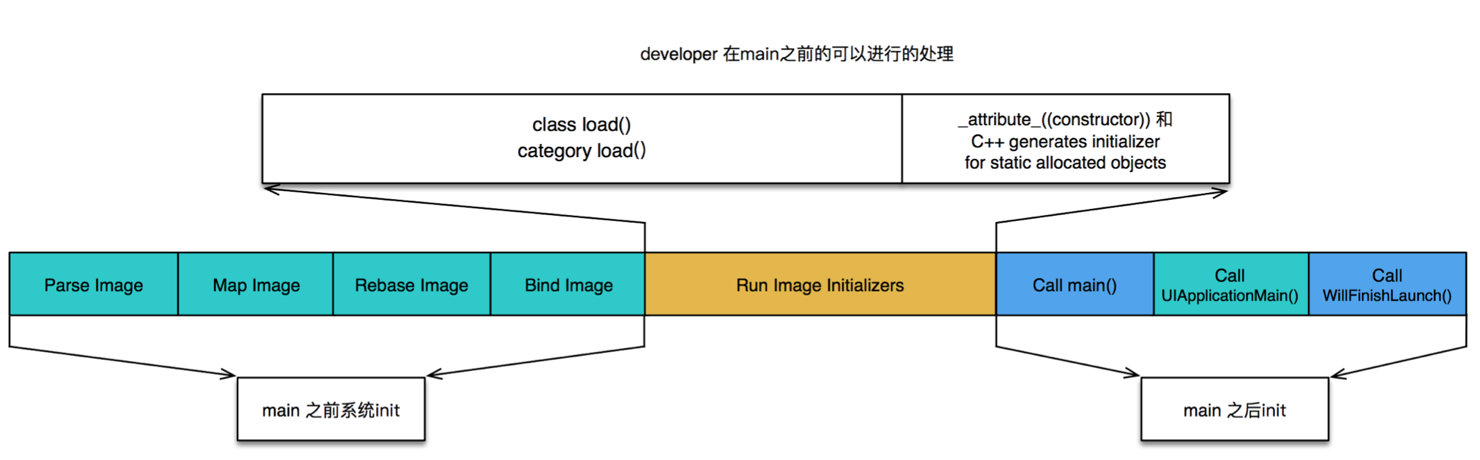 developer 在main之前的可以进行的处理
class load()
category load()
_attribute_((constructor)) 和
C++ generates initializer
for static allocated objects
Parse Image
Map Image
Rebase Image
Bind Image
Run Image Initializers
Call main()
Call
UIApplicationMain()
Call
WillFinishLaunch()
main 之前系统init
main 之后init